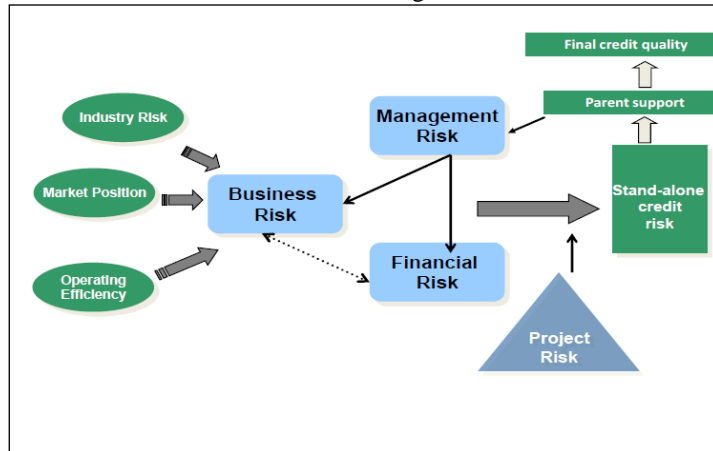 Final credit quality
Parent support
Industry Risk
Management
Risk
Market Position
Business
Risk
Stand-alone
credit
risk
Operating
Efficiency
Financial
Risk
Project
Risk